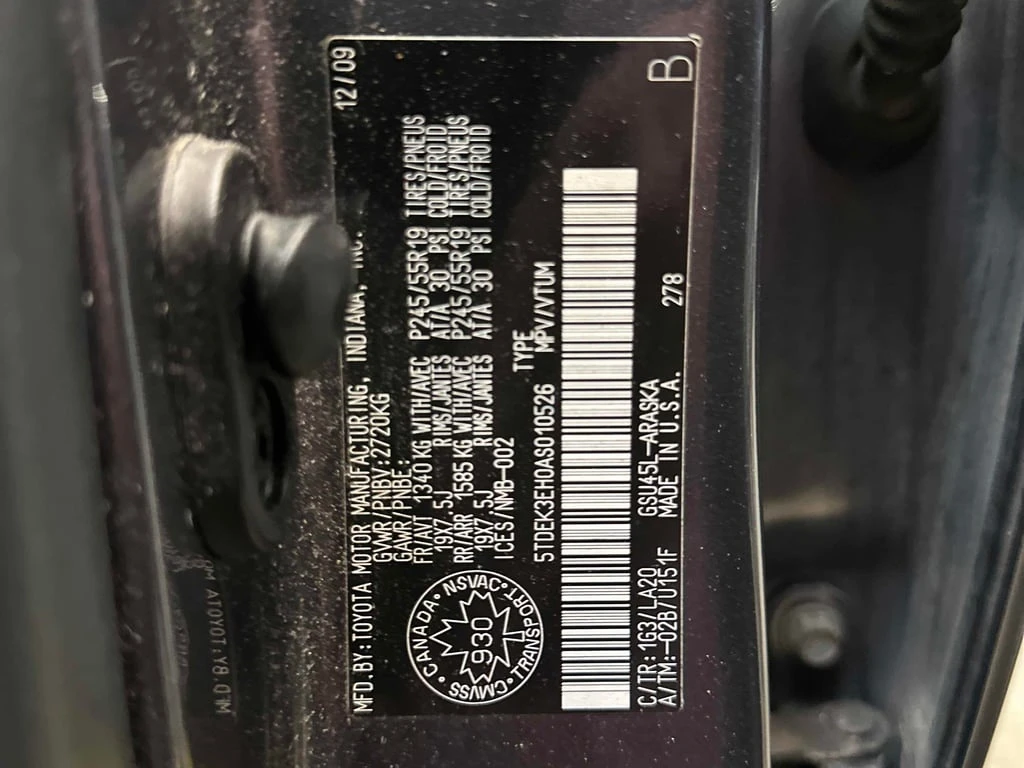 MFD.BY:TOYOTA MOTOR MANUFACTURING, INDIANA, INC. 12/09
GVWR/PNBV:2720KG
GAWR/PNBE:
FR/AVT 1340 KG WITH/AVEC P245/55R19 TIRES/PNEUS
19X7.5J RIMS/JANTES AT/À 30 PSI COLD/FROID
RR/ARR 1585 KG WITH/AVEC P245/55R19 TIRES/PNEUS
19X7.5J RIMS/JANTES AT/À 30 PSI COLD/FROID
ICES/NMB-002
CANADA NSVAC TRANSPORT CMVSS
930
5TDEK3EH0AS010526 TYPE MPV/VTUM
C/TR:1G3/LA20 GSU45L-ARASKA 278 B
A/TM:-02B/U151F MADE IN U.S.A.